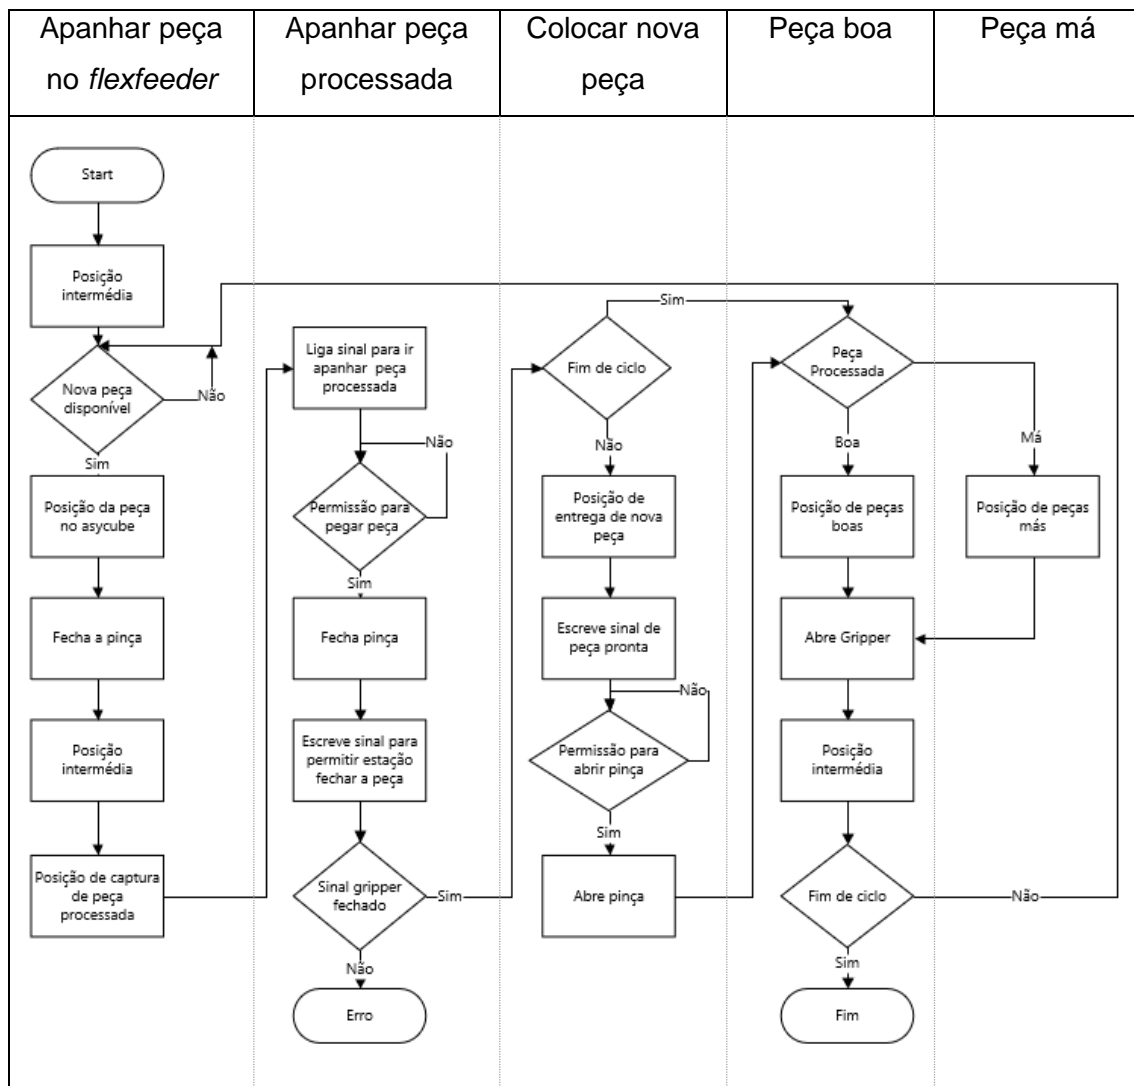 Apanhar peça
no flexfeeder
Apanhar peça
processada
Colocar nova
peça
Peça boa
Peça má
Start
Posição
intermédia
Nova peça
disponível
Não
Sim
Posição da peça
no asycube
Fecha a pinça
Posição
intermédia
Posição de captura
de peça
processada
Liga sinal para ir
apanhar peça
processada
Não
Permissão para
pegar peça
Sim
Fecha pinça
Escreve sinal para
permitir estação
fechar a peça
Sinal gripper
fechado
Sim
Não
Erro
Sim
Fim de ciclo
Não
Posição de
entrega de nova
peça
Escreve sinal de
peça pronta
Não
Permissão para
abrir pinça
Sim
Abre pinça
Peça
Processada
Boa
Posição de peças
boas
Abre Gripper
Posição
intermédia
Fim de ciclo
Sim
Fim
Má
Posição de peças
más
Não